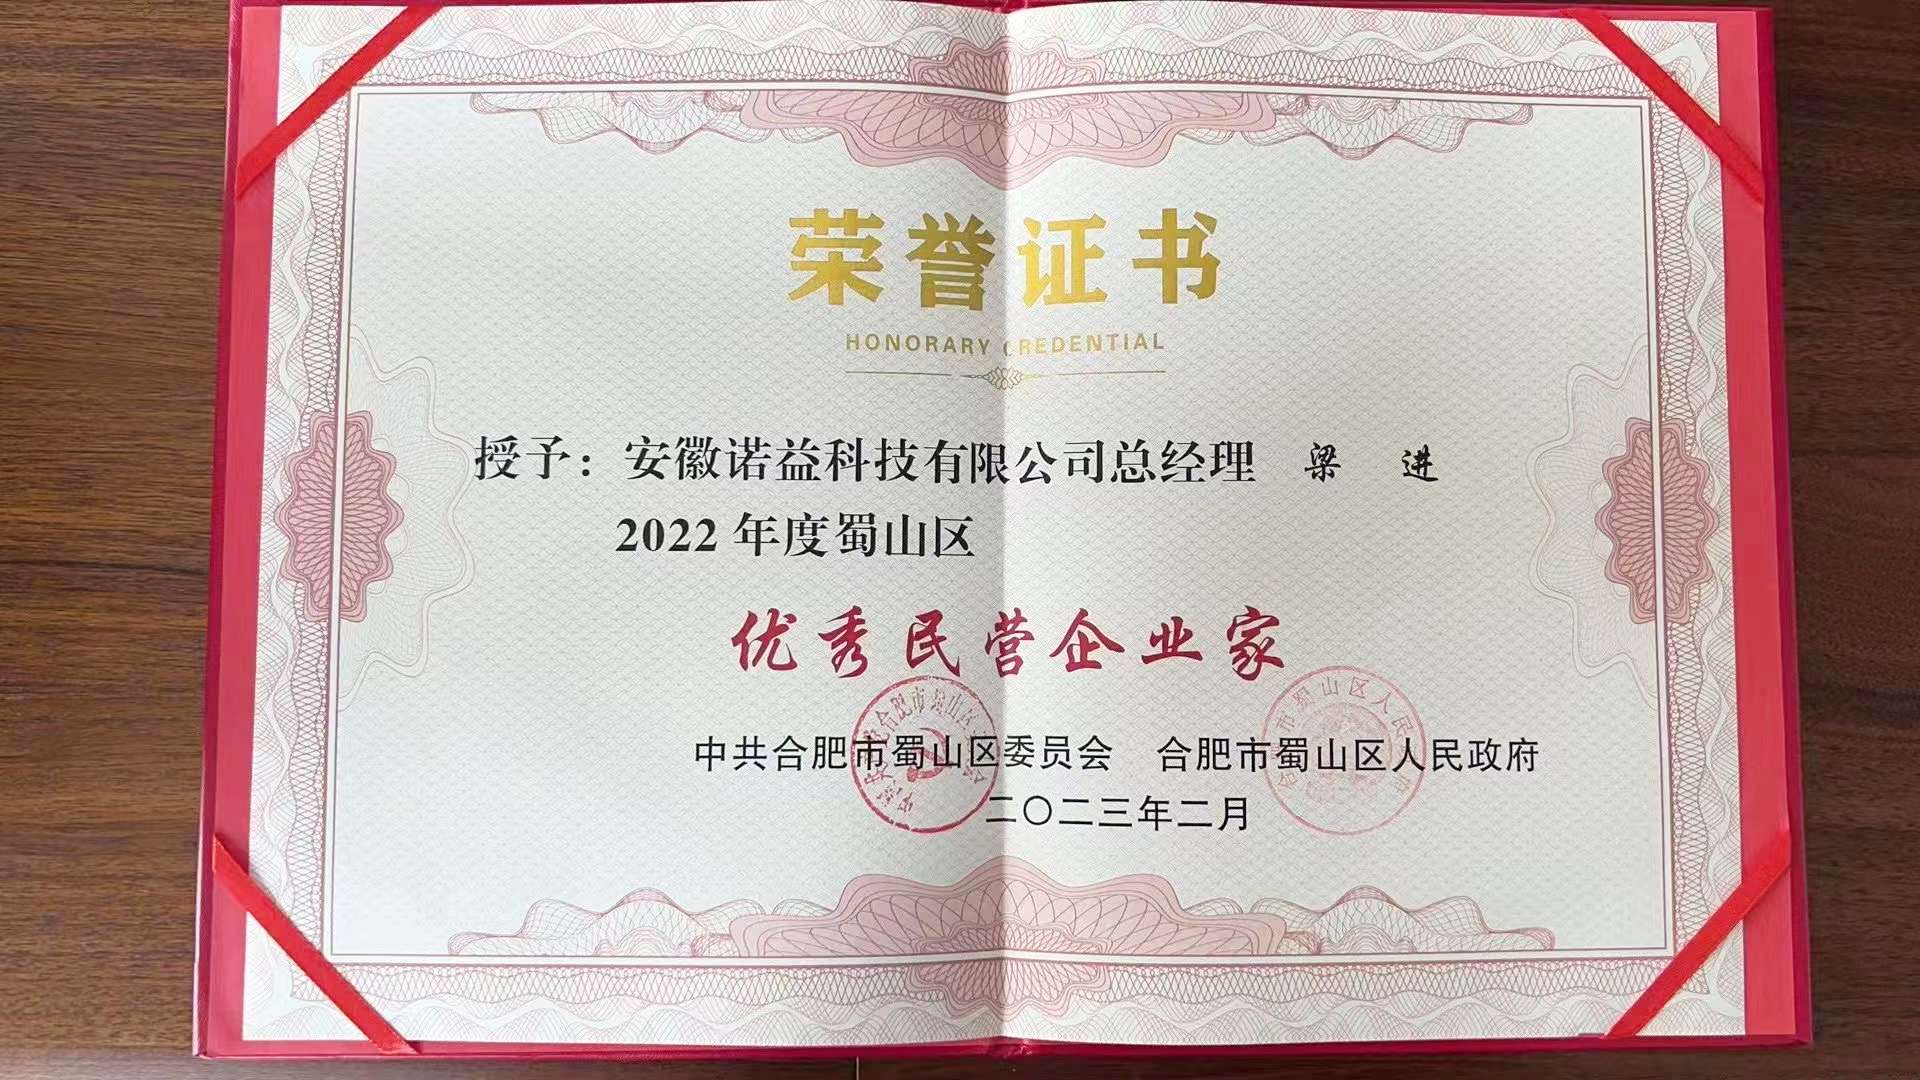 荣誉证书
HONORARY CREDENTIAL
授予：安徽诺益科技有限公司总经理 梁 进
2022 年度蜀山区
优秀民营企业家
中共合肥市蜀山区委员会 合肥市蜀山区人民政府
二〇二三年二月